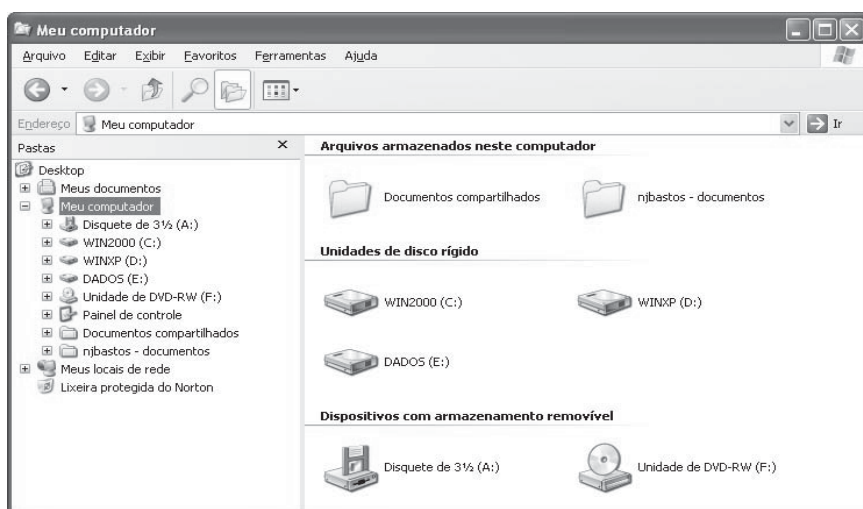 Meu computador
Arquivo Editar Exibir Favoritos Ferramentas Ajuda
Endereço Meu computador Ir
Pastas
Desktop
Meus documentos
Meu computador
Disquete de 3½ (A:)
WIN2000 (C:)
WINXP (D:)
DADOS (E:)
Unidade de DVD-RW (F:)
Painel de controle
Documentos compartilhados
njbastos - documentos
Meus locais de rede
Lixeira protegida do Norton
Arquivos armazenados neste computador
Documentos compartilhados njbastos - documentos
Unidades de disco rígido
WIN2000 (C:) WINXP (D:)
DADOS (E:)
Dispositivos com armazenamento removível
Disquete de 3½ (A:) Unidade de DVD-RW (F:)